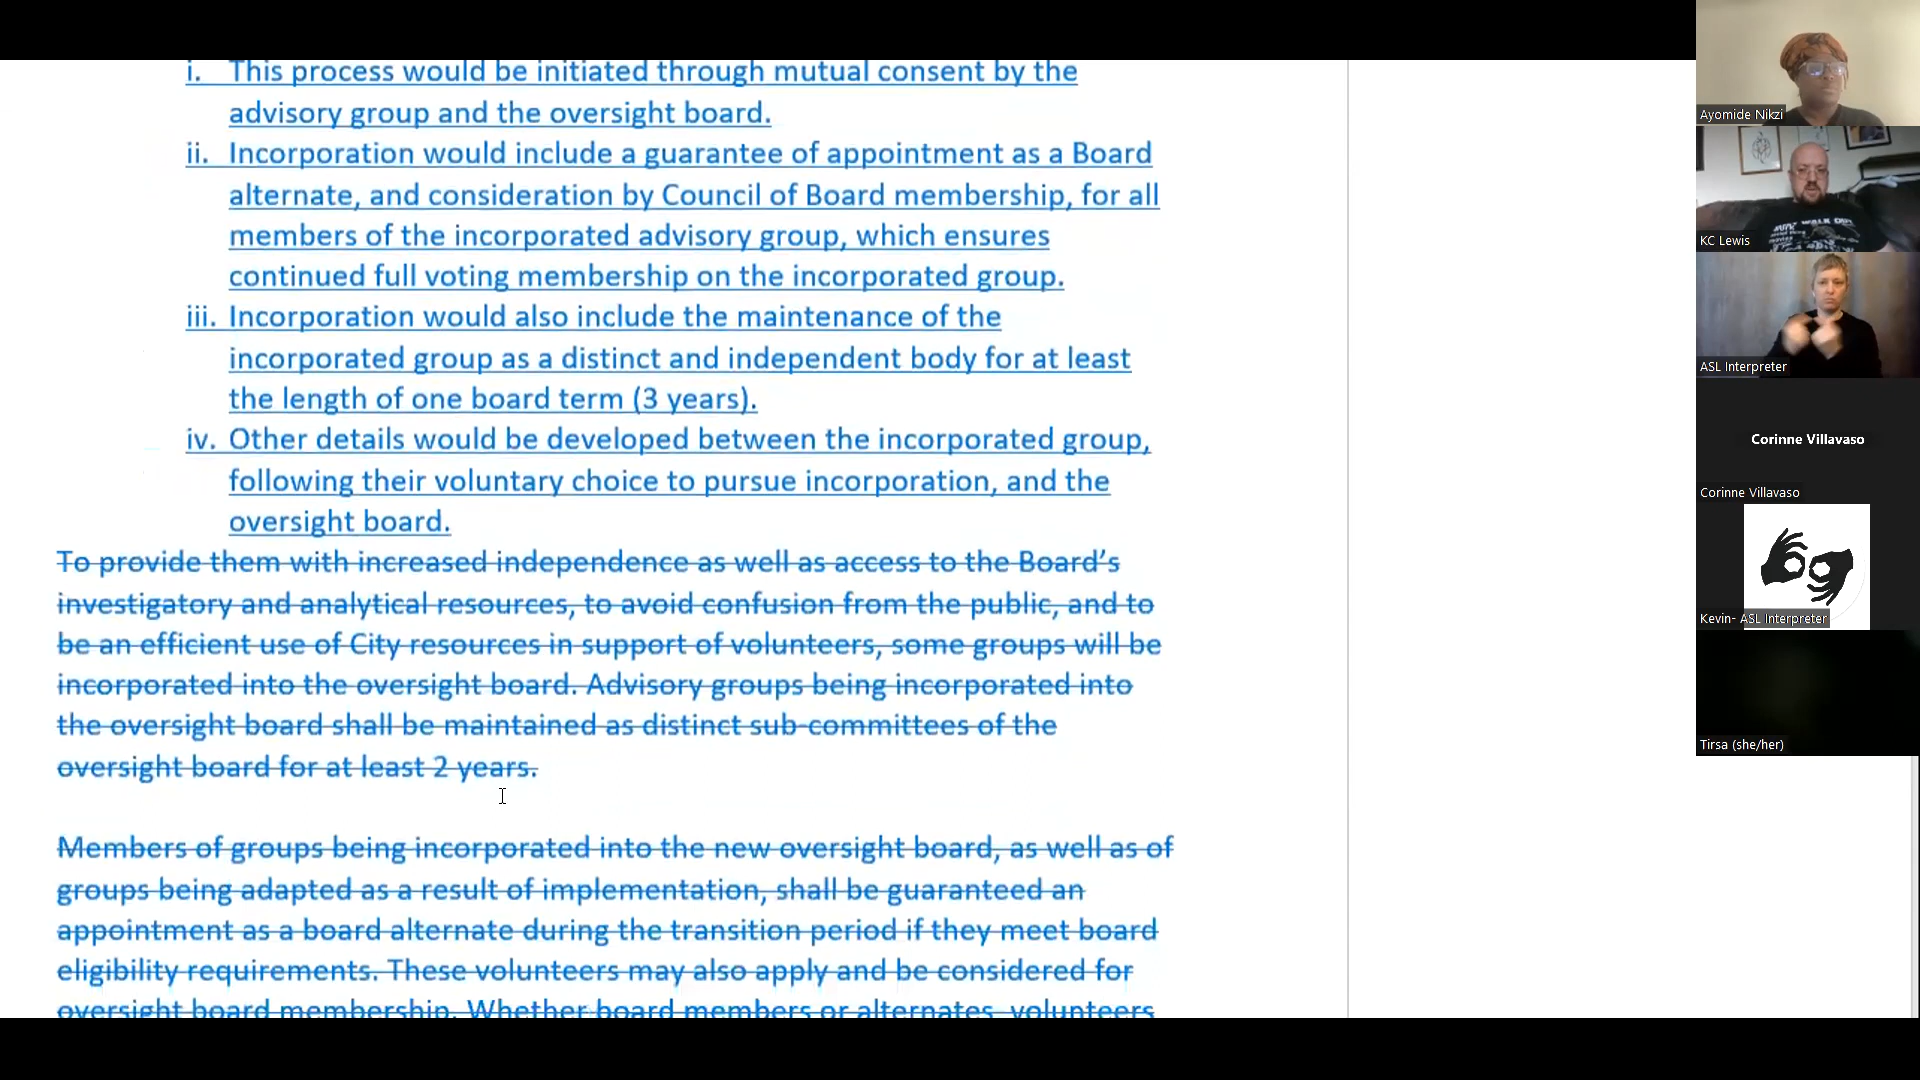 i. This process would be initiated through mutual consent by the
advisory group and the oversight board.
ii. Incorporation would include a guarantee of appointment as a Board
alternate, and consideration by Council of Board membership, for all
members of the incorporated advisory group, which ensures
continued full voting membership on the incorporated group.
iii. Incorporation would also include the maintenance of the
incorporated group as a distinct and independent body for at least
the length of one board term (3 years).
iv. Other details would be developed between the incorporated group,
following their voluntary choice to pursue incorporation, and the
oversight board.
To provide them with increased independence as well as access to the Board's
investigatory and analytical resources, to avoid confusion from the public, and to
be an efficient use of City resources in support of volunteers, some groups will be
incorporated into the oversight board. Advisory groups being incorporated into
the oversight board shall be maintained as distinct sub-committees of the
oversight board for at least 2 years.
Members of groups being incorporated into the new oversight board, as well as of
groups being adapted as a result of implementation, shall be guaranteed an
appointment as a board alternate during the transition period if they meet board
eligibility requirements. These volunteers may also apply and be considered for
oversight board membership. Whether board members or alternates, volunteers
Ayomide Nikzi
KC Lewis
ASL Interpreter
Corinne Villavaso
Corinne Villavaso
Kevin- ASL Interpreter
Tirsa (she/her)